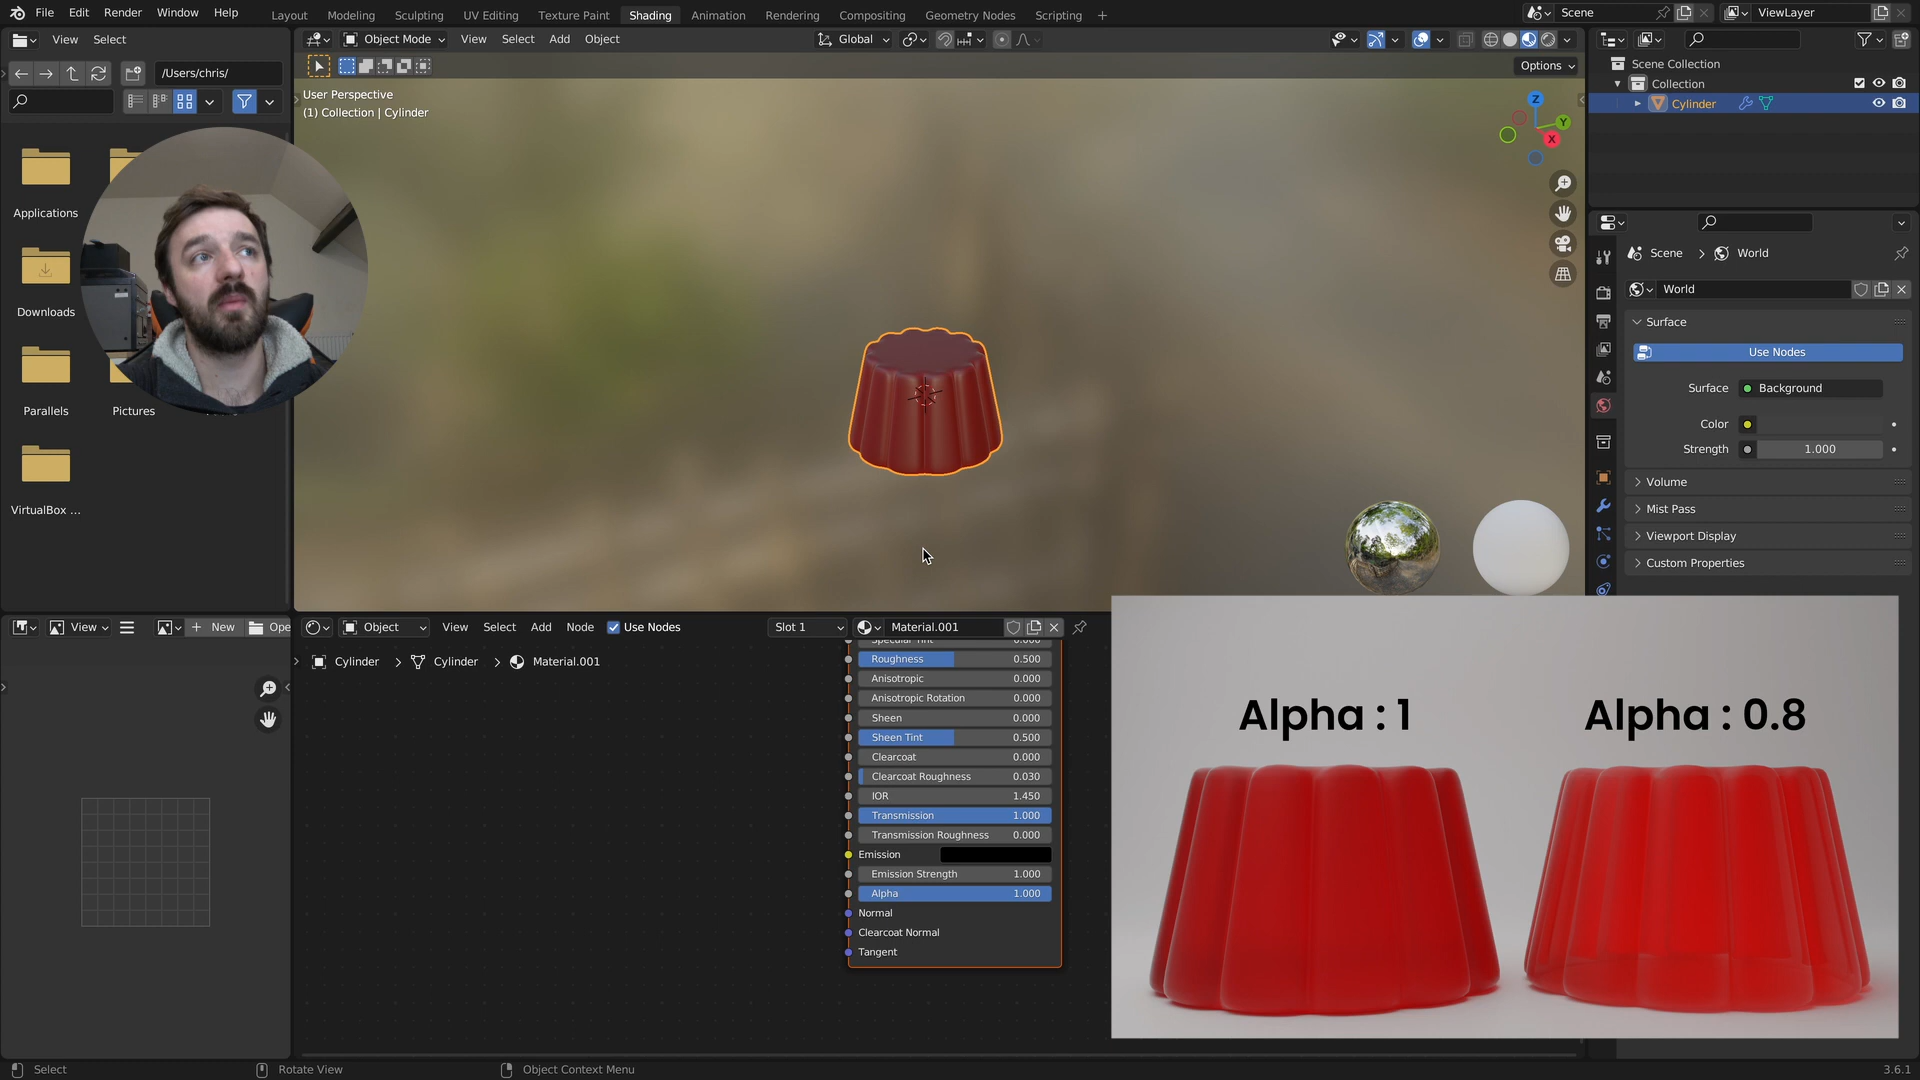 File Edit Render Window Help
Layout Modeling Sculpting UV Editing Texture Paint Shading Animation Rendering Compositing Geometry Nodes Scripting +
Scene
ViewLayer
View Select
/Users/chris/
Applications
Downloads
Parallels
Pictures
VirtualBox ...
Object Mode View Select Add Object
Global
Options
User Perspective
(1) Collection | Cylinder
Z
Y
X
Scene Collection
Collection
Cylinder
Scene > World
World
Surface
Use Nodes
Surface Background
Color
Strength 1.000
Volume
Mist Pass
Viewport Display
Custom Properties
View
+ New
Ope
Object View Select Add Node Use Nodes
Slot 1
Material.001
Cylinder > Cylinder > Material.001
Specular Tint 0.000
Roughness 0.500
Anisotropic 0.000
Anisotropic Rotation 0.000
Sheen 0.000
Sheen Tint 0.500
Clearcoat 0.000
Clearcoat Roughness 0.030
IOR 1.450
Transmission 1.000
Transmission Roughness 0.000
Emission
Emission Strength 1.000
Alpha 1.000
Normal
Clearcoat Normal
Tangent
Alpha : 1
Alpha : 0.8
Select
Rotate View
Object Context Menu
3.6.1